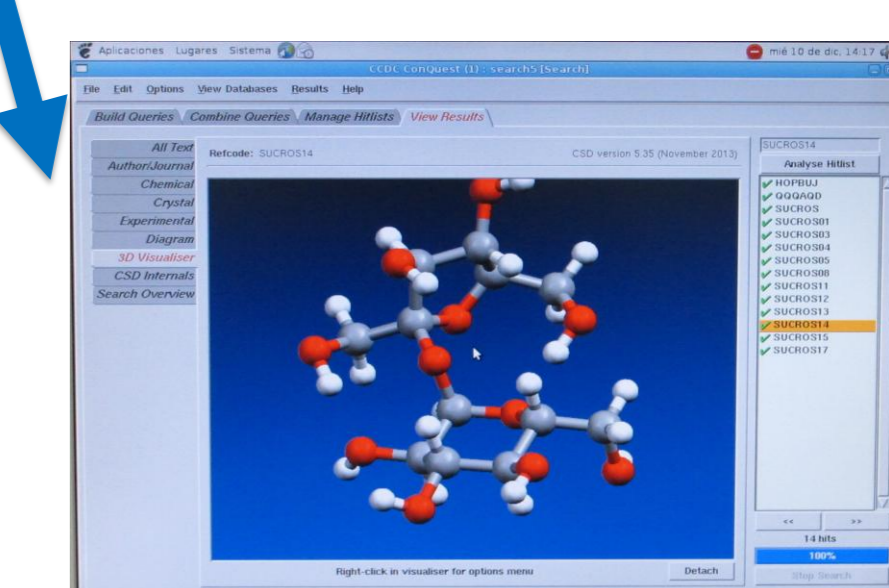 Aplicaciones Lugares Sistema mié 10 de dic, 14:17
CCDC ConQuest (1) : search5 [Search]
File Edit Options View Databases Results Help
Build Queries Combine Queries Manage Hitlists View Results
All Text
Author/Journal
Chemical
Crystal
Experimental
Diagram
3D Visualiser
CSD Internals
Search Overview
Refcode: SUCROS14 CSD version 5.35 (November 2013)
Right-click in visualiser for options menu Detach
SUCROS14
Analyse Hitlist
HOPBUJ
QQQAQD
SUCROS
SUCROS01
SUCROS03
SUCROS04
SUCROS05
SUCROS08
SUCROS11
SUCROS12
SUCROS13
SUCROS14
SUCROS15
SUCROS17
<< >>
14 hits
100%
Stop Search